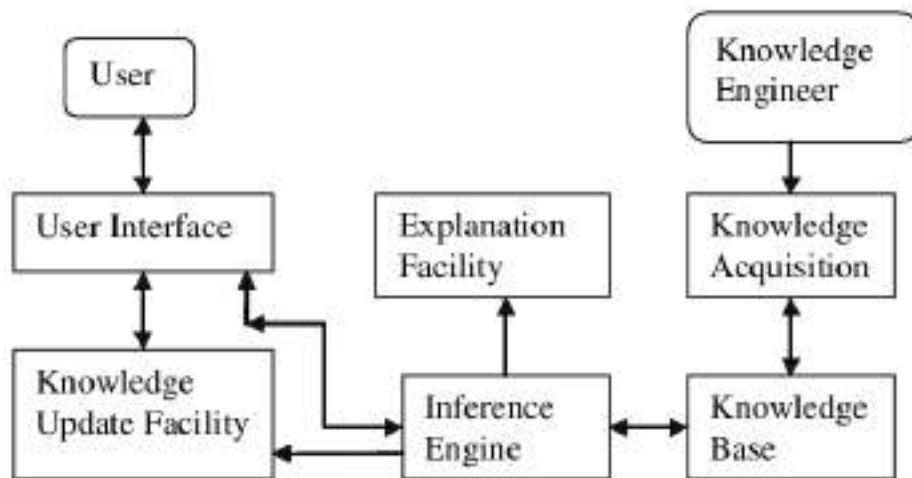 User
Knowledge
Engineer
User Interface
Explanation
Facility
Knowledge
Acquisition
Knowledge
Update Facility
Inference
Engine
Knowledge
Base